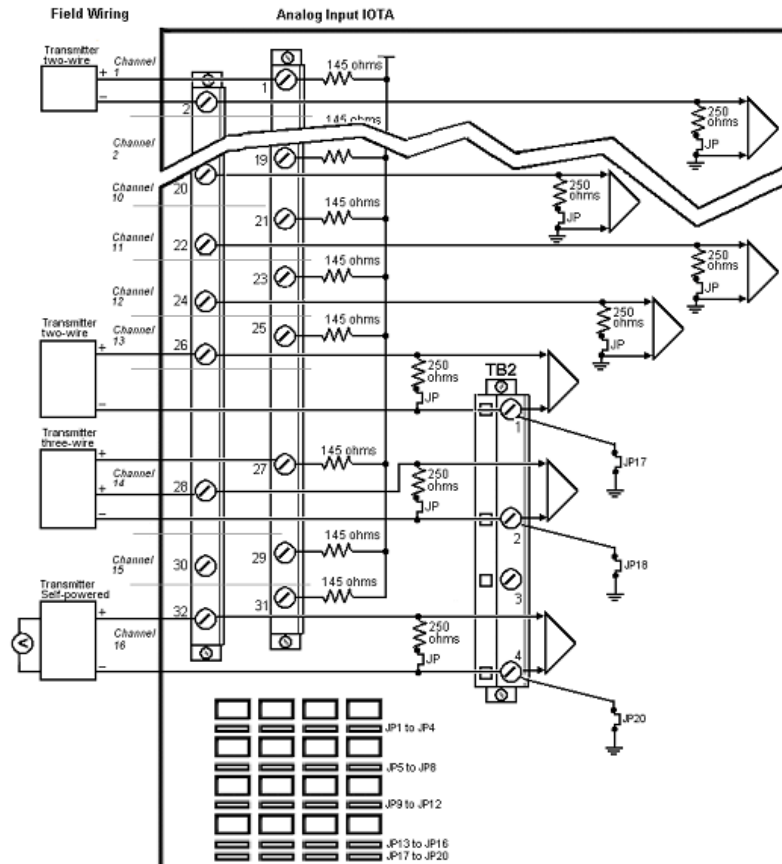 Field Wiring
Analog Input IOTA
Transmitter
two-wire
+
−
Channel
1
1
145 ohms
2
250
ohms
JP
145 ohms
Channel
2
19
145 ohms
20
Channel
10
250
ohms
JP
21
145 ohms
Channel
11
22
250
ohms
JP
23
145 ohms
Channel
12
24
250
ohms
JP
25
145 ohms
Transmitter
two-wire
+
−
Channel
13
26
250
ohms
JP
TB2
1
JP17
Transmitter
three-wire
+
+
−
27
145 ohms
Channel
14
28
250
ohms
JP
2
JP18
Channel
15
29
145 ohms
30
3
31
145 ohms
Transmitter
Self-powered
+
−
V
32
Channel
16
250
ohms
JP
4
JP20
JP1 to JP4
JP5 to JP8
JP9 to JP12
JP13 to JP16
JP17 to JP20